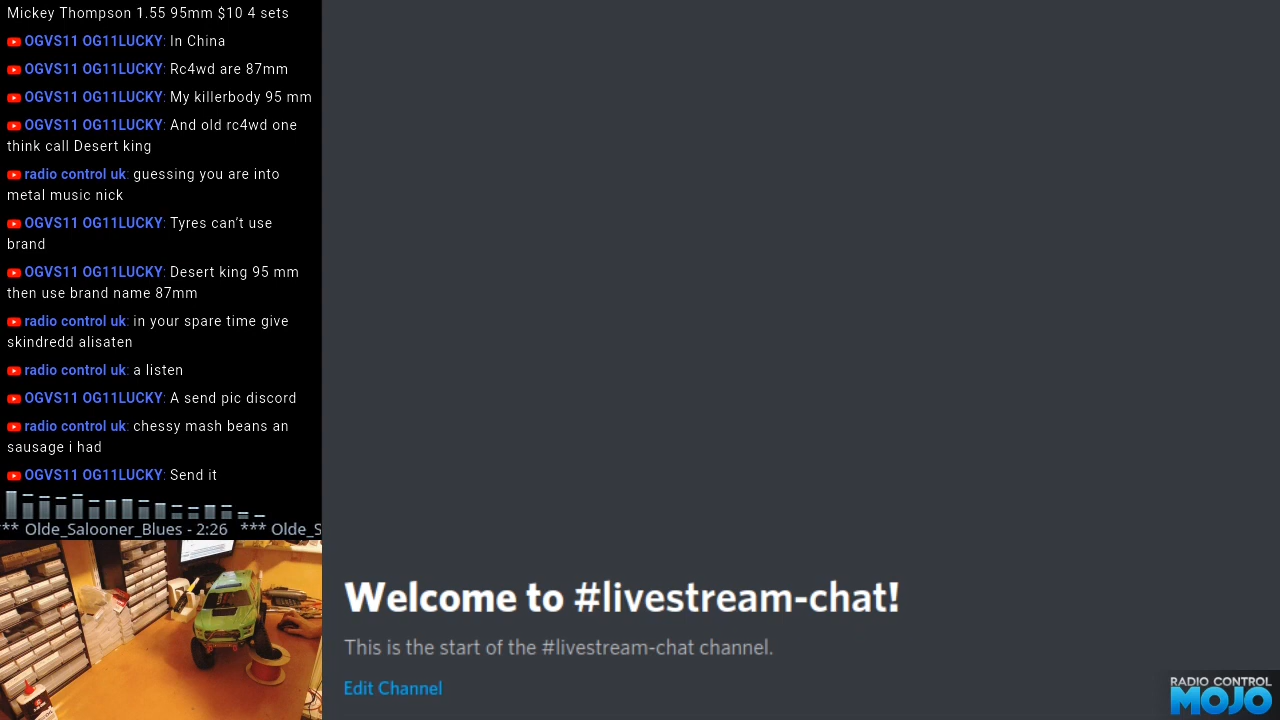 Mickey Thompson 1.55 95mm $10 4 sets
OGVS11 OG11LUCKY: In China
OGVS11 OG11LUCKY: Rc4wd are 87mm
OGVS11 OG11LUCKY: My killerbody 95 mm
OGVS11 OG11LUCKY: And old rc4wd one
think call Desert king
radio control uk: guessing you are into
metal music nick
OGVS11 OG11LUCKY: Tyres can't use
brand
OGVS11 OG11LUCKY: Desert king 95 mm
then use brand name 87mm
radio control uk: in your spare time give
skindredd alisaten
radio control uk: a listen
OGVS11 OG11LUCKY: A send pic discord
radio control uk: chessy mash beans an
sausage i had
OGVS11 OG11LUCKY: Send it
** Olde_Salooner_Blues - 2:26 *** Olde_S
Welcome to #livestream-chat!
This is the start of the #livestream-chat channel.
Edit Channel
RADIO CONTROL
MOJO